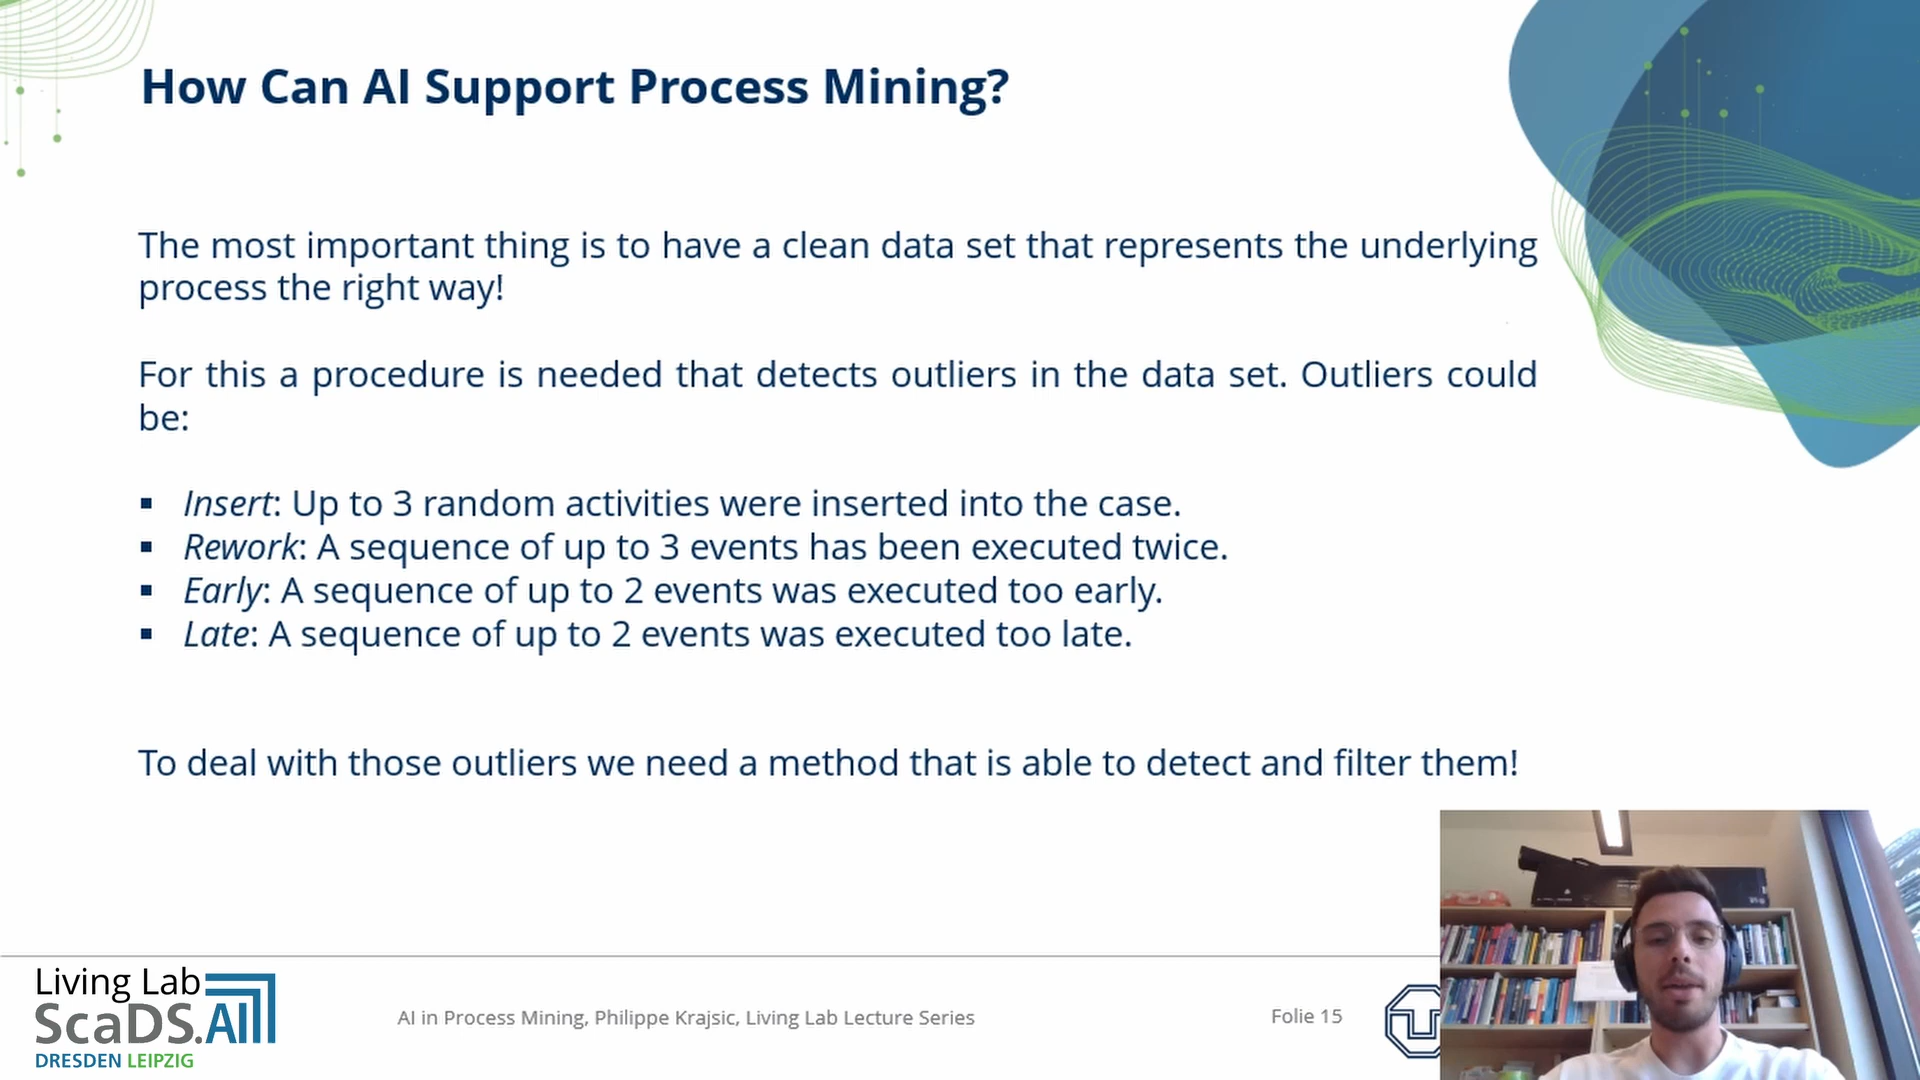 How Can AI Support Process Mining?
The most important thing is to have a clean data set that represents the underlying
process the right way!
For this a procedure is needed that detects outliers in the data set. Outliers could
be:
▪ Insert: Up to 3 random activities were inserted into the case.
▪ Rework: A sequence of up to 3 events has been executed twice.
▪ Early: A sequence of up to 2 events was executed too early.
▪ Late: A sequence of up to 2 events was executed too late.
To deal with those outliers we need a method that is able to detect and filter them!
Living Lab
ScaDS.AI
DRESDEN LEIPZIG
AI in Process Mining, Philippe Krajsic, Living Lab Lecture Series
Folie 15